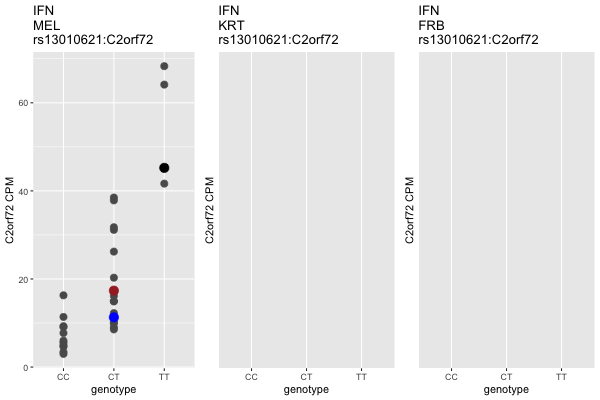 IFN
MEL
rs13010621:C2orf72
IFN
KRT
rs13010621:C2orf72
IFN
FRB
rs13010621:C2orf72
C2orf72 CPM
60
40
20
0
CC CT TT
genotype
C2orf72 CPM
CC CT TT
genotype
C2orf72 CPM
CC CT TT
genotype